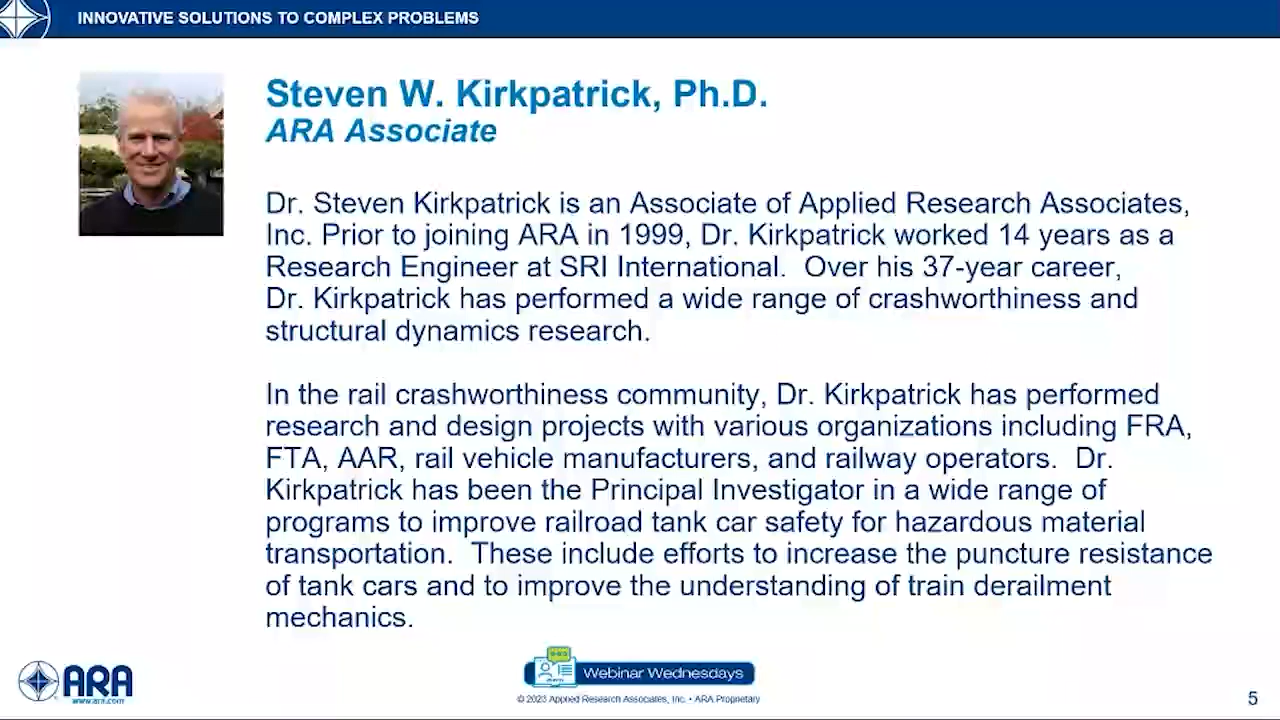 INNOVATIVE SOLUTIONS TO COMPLEX PROBLEMS
Steven W. Kirkpatrick, Ph.D.
ARA Associate
Dr. Steven Kirkpatrick is an Associate of Applied Research Associates,
Inc. Prior to joining ARA in 1999, Dr. Kirkpatrick worked 14 years as a
Research Engineer at SRI International.  Over his 37-year career,
Dr. Kirkpatrick has performed a wide range of crashworthiness and
structural dynamics research.
In the rail crashworthiness community, Dr. Kirkpatrick has performed
research and design projects with various organizations including FRA,
FTA, AAR, rail vehicle manufacturers, and railway operators.  Dr.
Kirkpatrick has been the Principal Investigator in a wide range of
programs to improve railroad tank car safety for hazardous material
transportation.  These include efforts to increase the puncture resistance
of tank cars and to improve the understanding of train derailment
mechanics.
ARA
www.ara.com
Webinar Wednesdays
© 2023 Applied Research Associates, Inc. • ARA Proprietary
5